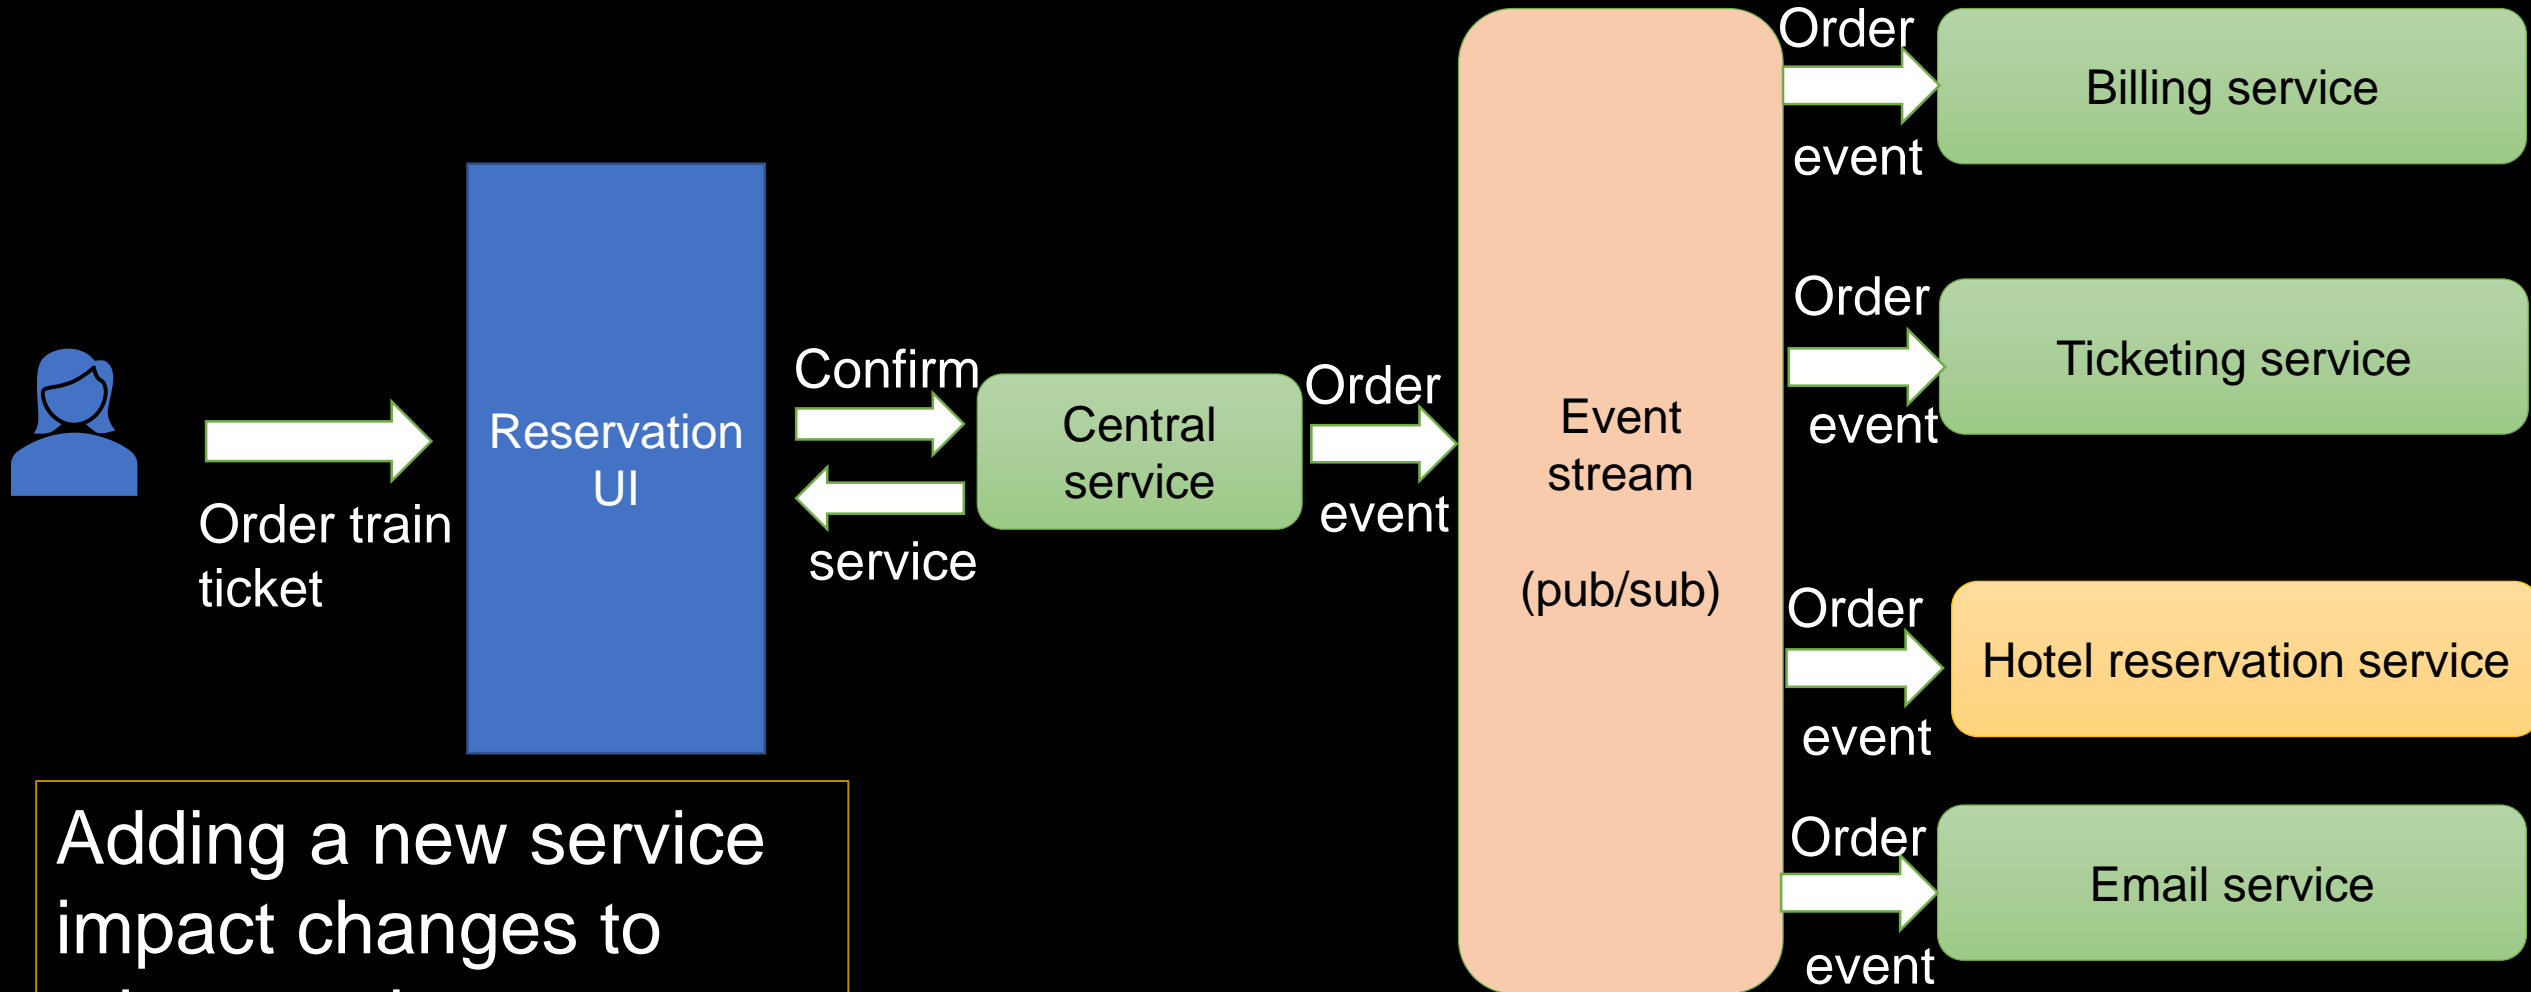 Order
Billing service
event
Order
Ticketing service
event
Confirm
Order
Central
service
Event
stream
(pub/sub)
Reservation
UI
event
service
Order train
ticket
Order
Hotel reservation service
event
Order
Email service
event
Adding a new service
impact changes to